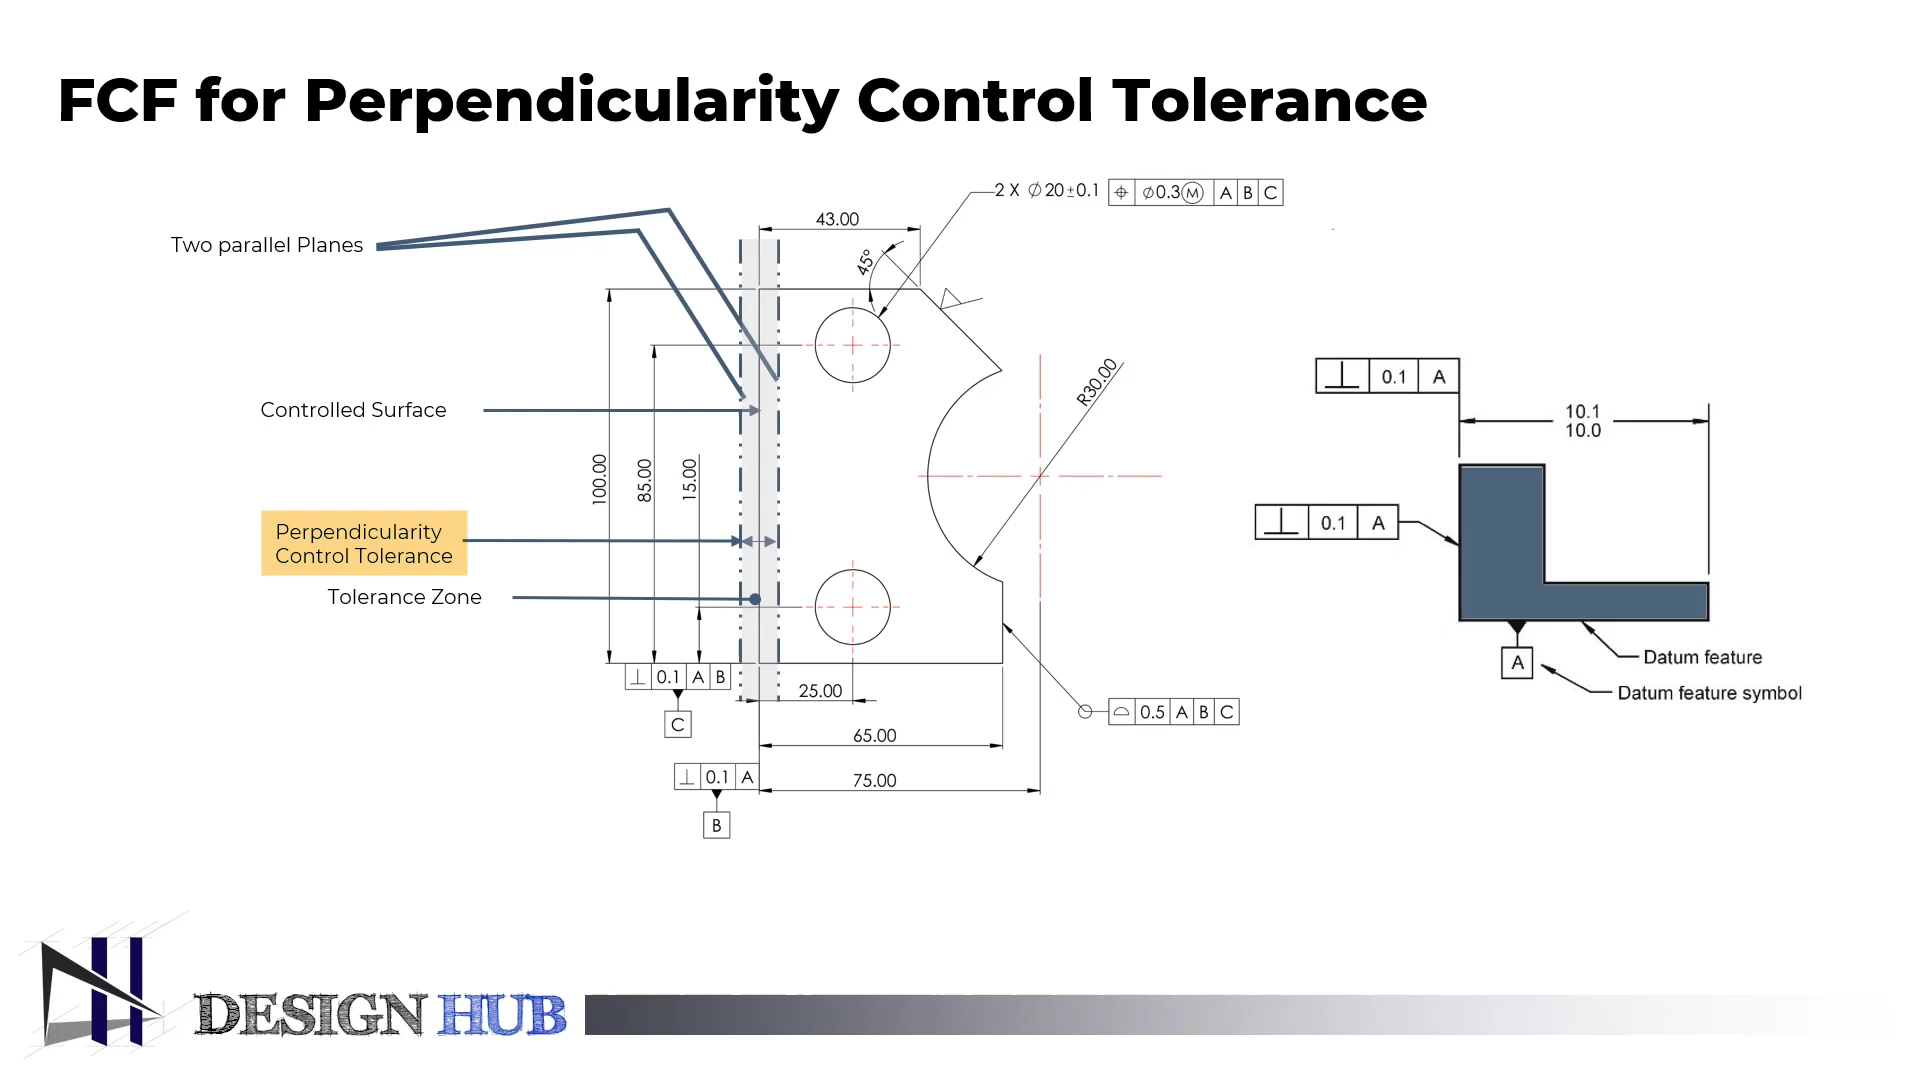 FCF for Perpendicularity Control Tolerance
2 X ∅20±0.1 ⌖ ∅0.3Ⓜ A B C
43.00
Two parallel Planes
45°
R30.00
⟂ 0.1 A
Controlled Surface
10.1
10.0
100.00
85.00
15.00
⟂ 0.1 A
Perpendicularity
Control Tolerance
Tolerance Zone
⟂ 0.1 A B
C
25.00
A
Datum feature
Datum feature symbol
⌓ 0.5 A B C
65.00
⟂ 0.1 A
75.00
B
DESIGN HUB